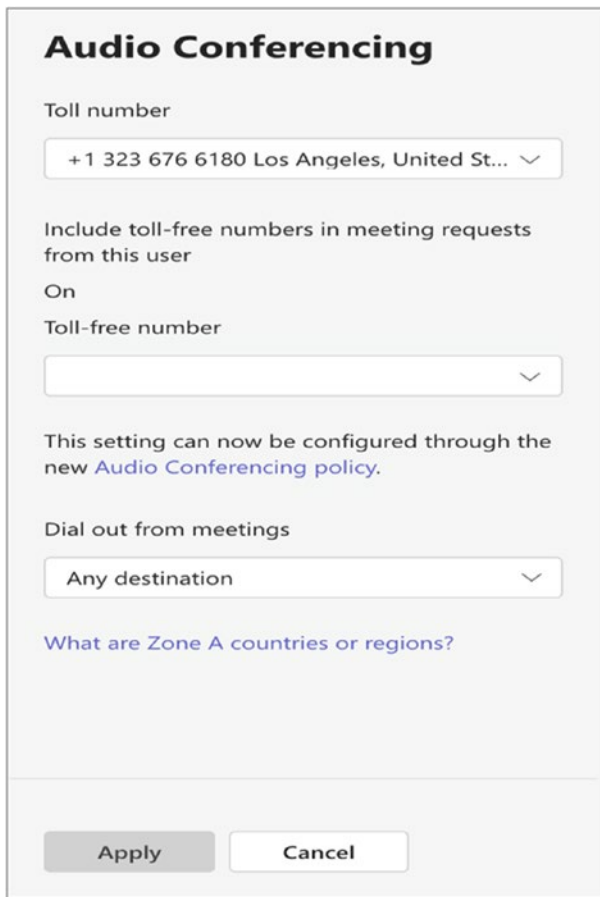 Audio Conferencing
Toll number
+1 323 676 6180 Los Angeles, United St...
Include toll-free numbers in meeting requests
from this user
On
Toll-free number
This setting can now be configured through the
new Audio Conferencing policy.
Dial out from meetings
Any destination
What are Zone A countries or regions?
Apply
Cancel